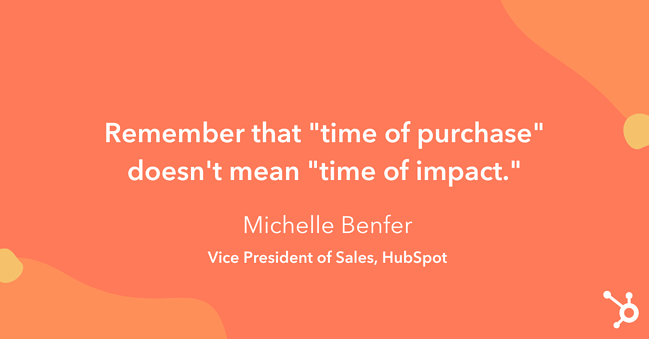 Remember that "time of purchase"
doesn't mean "time of impact."
Michelle Benfer
Vice President of Sales, HubSpot